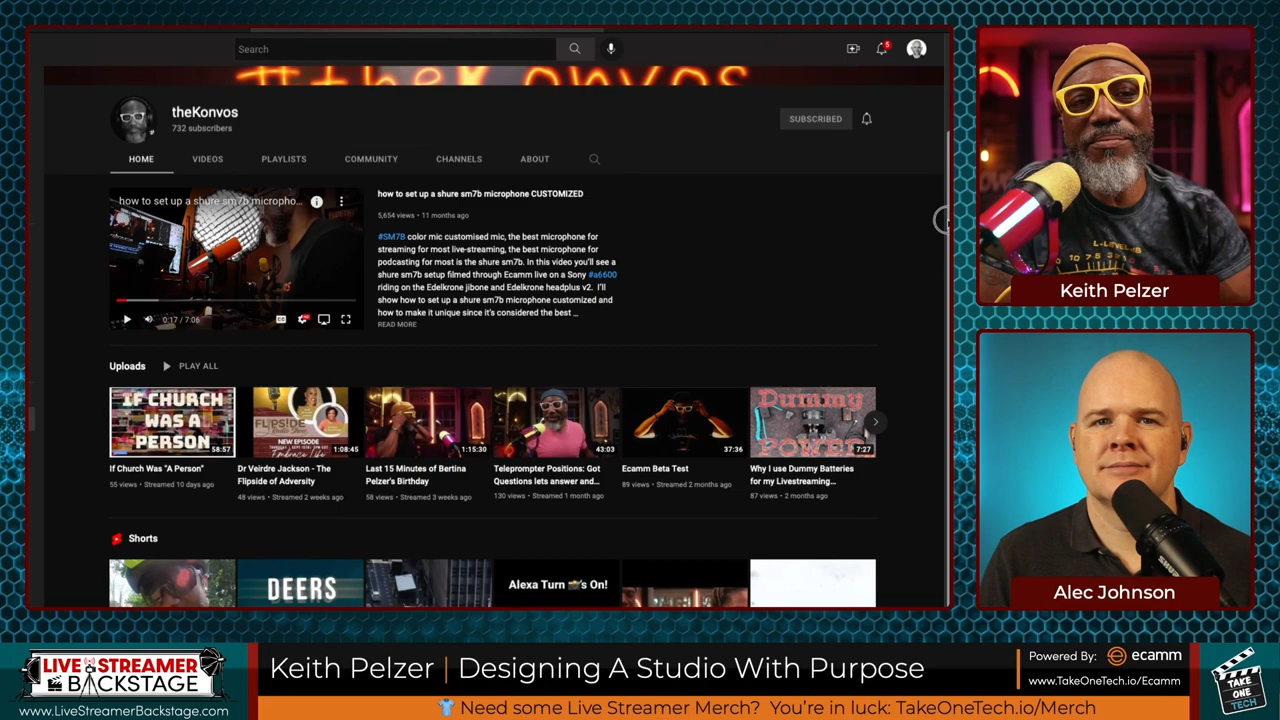 Search
5
#theKonvos
theKonvos
732 subscribers
SUBSCRIBED
HOME
VIDEOS
PLAYLISTS
COMMUNITY
CHANNELS
ABOUT
how to set up a shure sm7b micropho...
0:17 / 7:06
how to set up a shure sm7b microphone CUSTOMIZED
5,654 views • 11 months ago
#SM7B color mic customised mic, the best microphone for
streaming for most live-streaming, the best microphone for
podcasting for most is the shure sm7b. In this video you'll see a
shure sm7b setup filmed through Ecamm live on a Sony #a6600
riding on the Edelkrone jibone and Edelkrone headplus v2. I'll
show how to set up a shure sm7b microphone customized and
how to make it unique since it's considered the best ...
READ MORE
Uploads
PLAY ALL
IF CHURCH
WAS A
PERSON
58:57
If Church Was "A Person"
55 views • Streamed 10 days ago
FLIPSIDE
NEW EPISODE
1:08:45
Dr Veirdre Jackson - The
Flipside of Adversity
48 views • Streamed 2 weeks ago
1:15:30
Last 15 Minutes of Bertina
Pelzer's Birthday
58 views • Streamed 3 weeks ago
43:03
Teleprompter Positions: Got
Questions lets answer and...
130 views • Streamed 1 month ago
37:36
Ecamm Beta Test
89 views • Streamed 2 months ago
Dummy
POWER
7:27
Why I use Dummy Batteries
for my Livestreaming...
87 views • 2 months ago
Shorts
DEERS
Alexa Turn 📸's On!
L-LEVELS
Keith Pelzer
SHURE
Alec Johnson
LIVE STREAMER
BACKSTAGE
www.LiveStreamerBackstage.com
Keith Pelzer | Designing A Studio With Purpose
Powered By: ecamm
www.TakeOneTech.io/Ecamm
👕 Need some Live Streamer Merch? You're in luck: TakeOneTech.io/Merch
TAKE
ONE
TECH